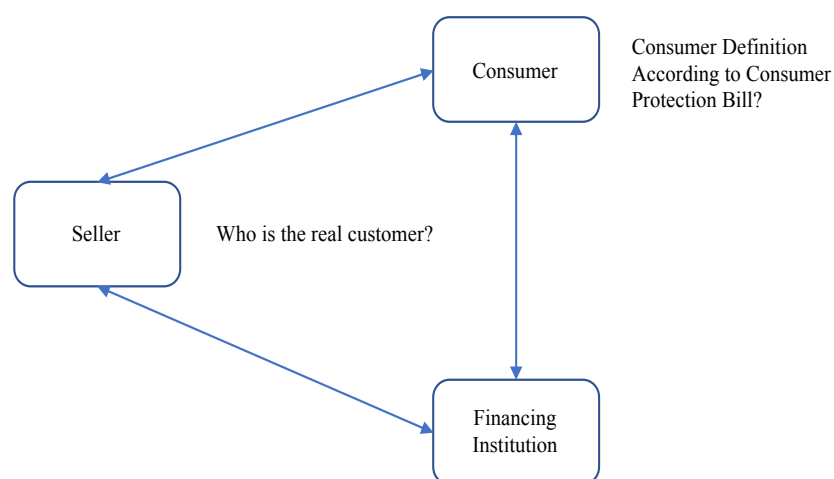 Consumer
Consumer Definition
According to Consumer
Protection Bill?
Seller
Who is the real customer?
Financing
Institution